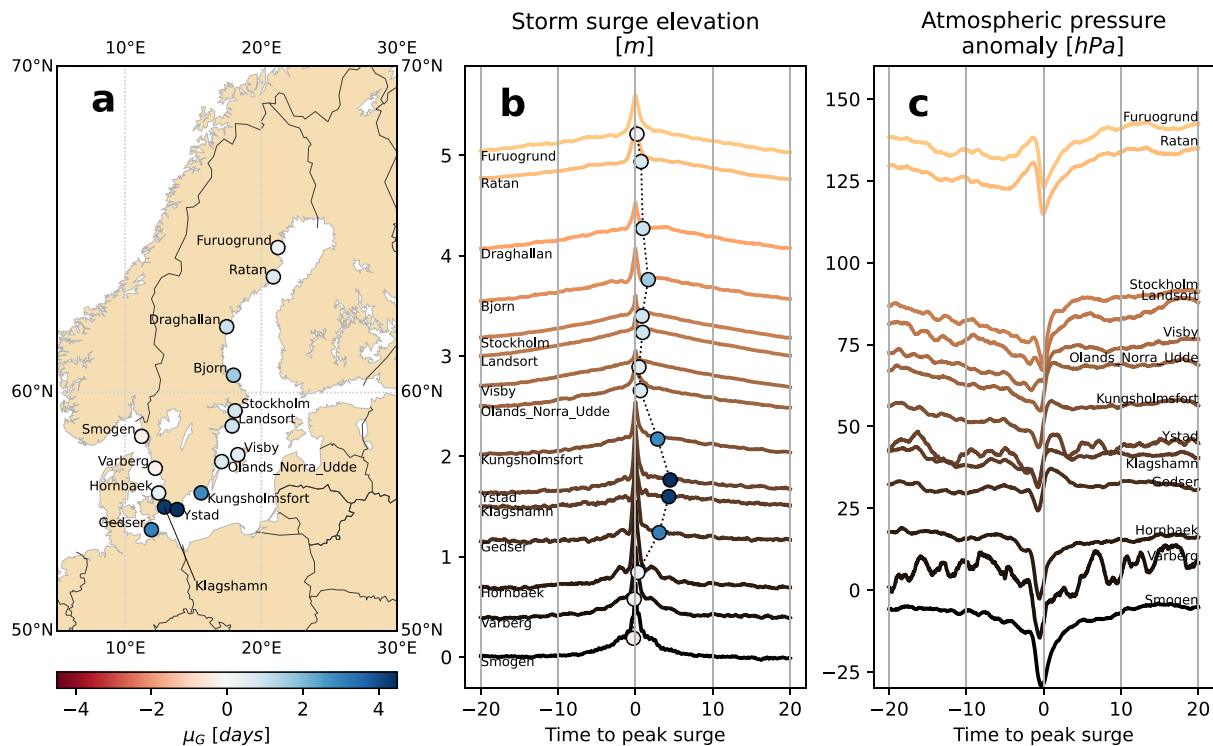 10°E
20°E
30°E
70°N
70°N
a
Furuogrund
Ratan
Draghallan
Bjorn
60°N
60°N
Stockholm
Landsort
Smogen
Visby
Varberg
Olands_Norra_Udde
Hornbaek
Kungsholmsfort
Ystad
Gedser
Klagshamn
50°N
50°N
10°E
20°E
30°E
−4
−2
0
2
4
μG [days]
Storm surge elevation
[m]
b
5
4
3
2
1
0
Furuogrund
Ratan
Draghallan
Bjorn
Stockholm
Landsort
Visby
Olands_Norra_Udde
Kungsholmsfort
Ystad
Klagshamn
Gedser
Hornbaek
Varberg
Smogen
−20
−10
0
10
20
Time to peak surge
Atmospheric pressure
anomaly [hPa]
c
150
125
100
75
50
25
0
−25
Furuogrund
Ratan
Stockholm
Landsort
Visby
Olands_Norra_Udde
Kungsholmsfort
Ystad
Klagshamn
Gedser
Hornbaek
Varberg
Smogen
−20
−10
0
10
20
Time to peak surge